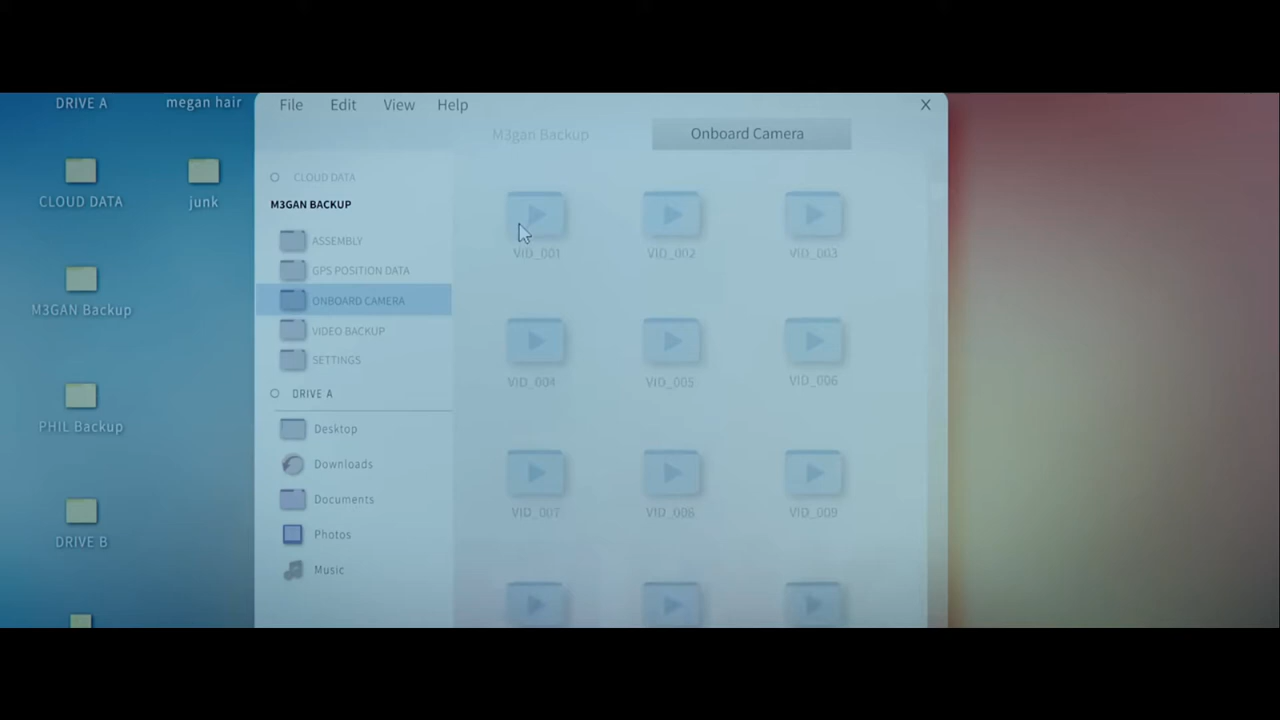 DRIVE A
megan hair
CLOUD DATA
junk
M3GAN Backup
PHIL Backup
DRIVE B
File Edit View Help X
M3gan Backup
Onboard Camera
CLOUD DATA
M3GAN BACKUP
ASSEMBLY
GPS POSITION DATA
ONBOARD CAMERA
VIDEO BACKUP
SETTINGS
DRIVE A
Desktop
Downloads
Documents
Photos
Music
VID_001 VID_002 VID_003
VID_004 VID_005 VID_006
VID_007 VID_008 VID_009